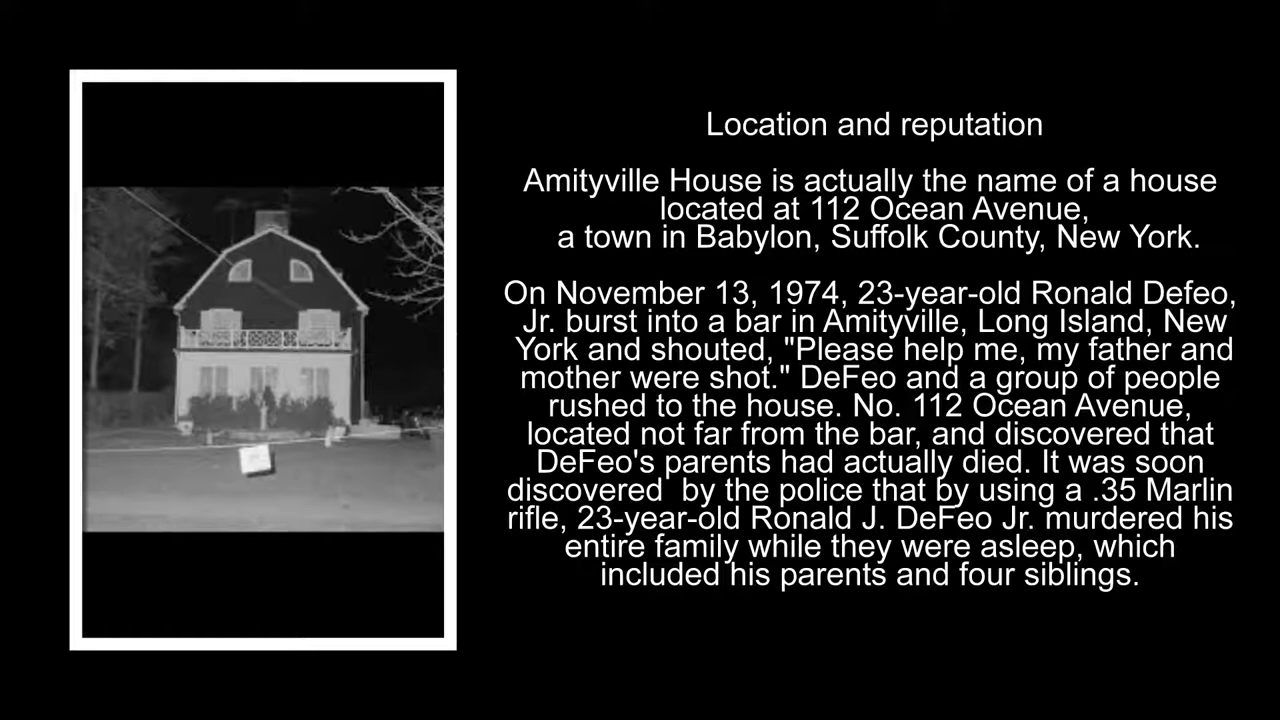 Location and reputation
Amityville House is actually the name of a house
located at 112 Ocean Avenue,
a town in Babylon, Suffolk County, New York.
On November 13, 1974, 23-year-old Ronald Defeo,
Jr. burst into a bar in Amityville, Long Island, New
York and shouted, "Please help me, my father and
mother were shot." DeFeo and a group of people
rushed to the house. No. 112 Ocean Avenue,
located not far from the bar, and discovered that
DeFeo's parents had actually died. It was soon
discovered  by the police that by using a .35 Marlin
rifle, 23-year-old Ronald J. DeFeo Jr. murdered his
entire family while they were asleep, which
included his parents and four siblings.